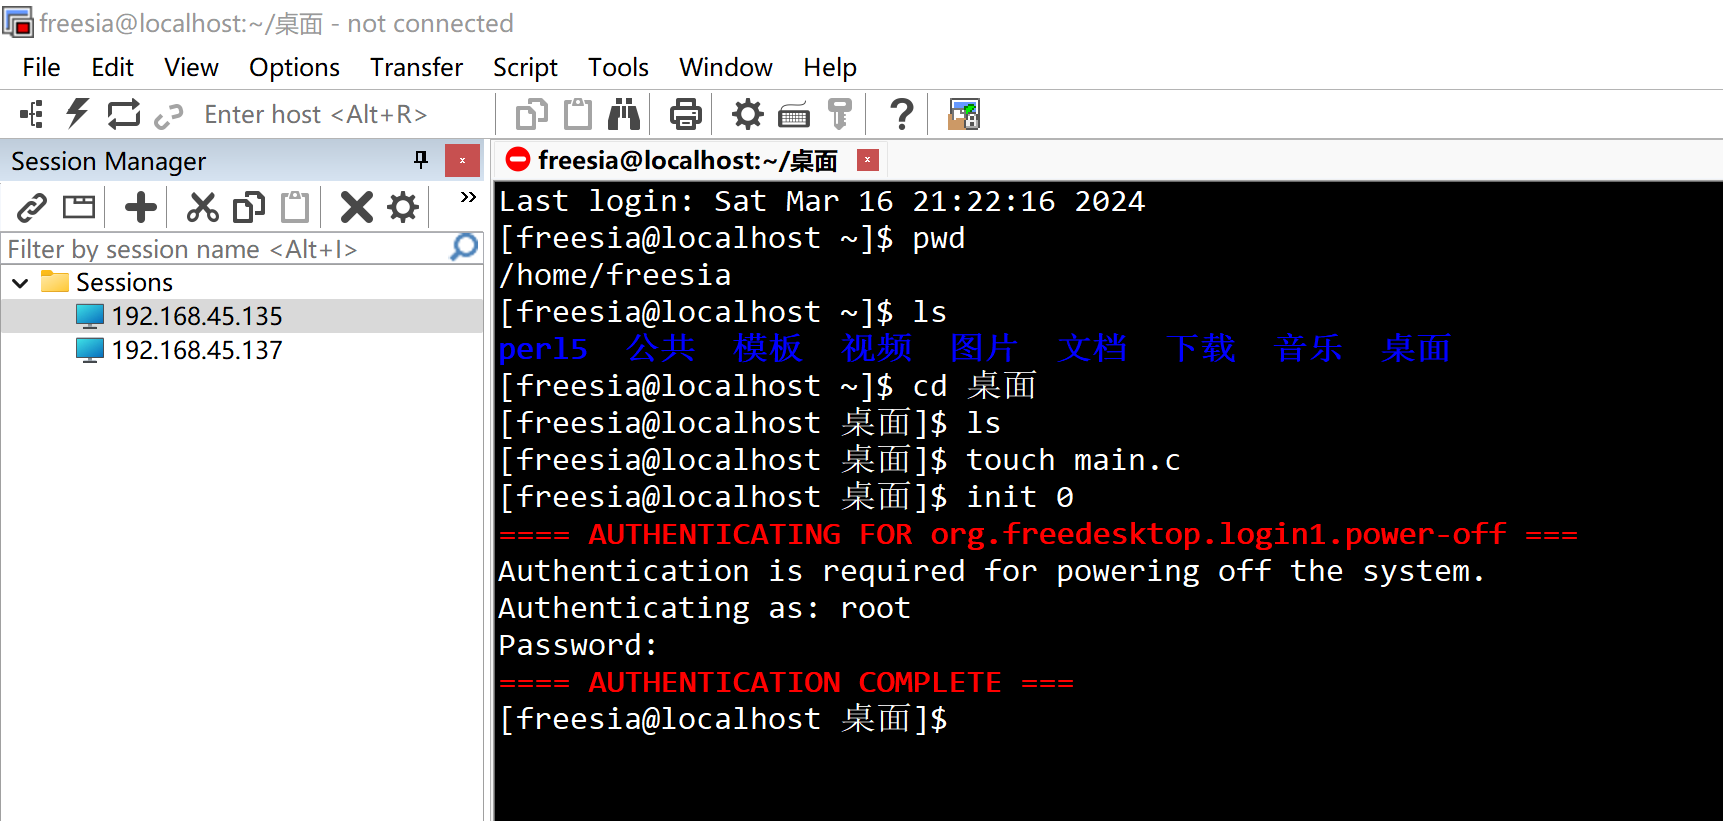 freesia@localhost:~/桌面 - not connected
File Edit View Options Transfer Script Tools Window Help
Enter host <Alt+R>
Session Manager
Filter by session name <Alt+I>
Sessions
192.168.45.135
192.168.45.137
freesia@localhost:~/桌面
Last login: Sat Mar 16 21:22:16 2024
[freesia@localhost ~]$ pwd
/home/freesia
[freesia@localhost ~]$ ls
perl5 公共 模板 视频 图片 文档 下载 音乐 桌面
[freesia@localhost ~]$ cd 桌面
[freesia@localhost 桌面]$ ls
[freesia@localhost 桌面]$ touch main.c
[freesia@localhost 桌面]$ init 0
==== AUTHENTICATING FOR org.freedesktop.login1.power-off ===
Authentication is required for powering off the system.
Authenticating as: root
Password:
==== AUTHENTICATION COMPLETE ===
[freesia@localhost 桌面]$